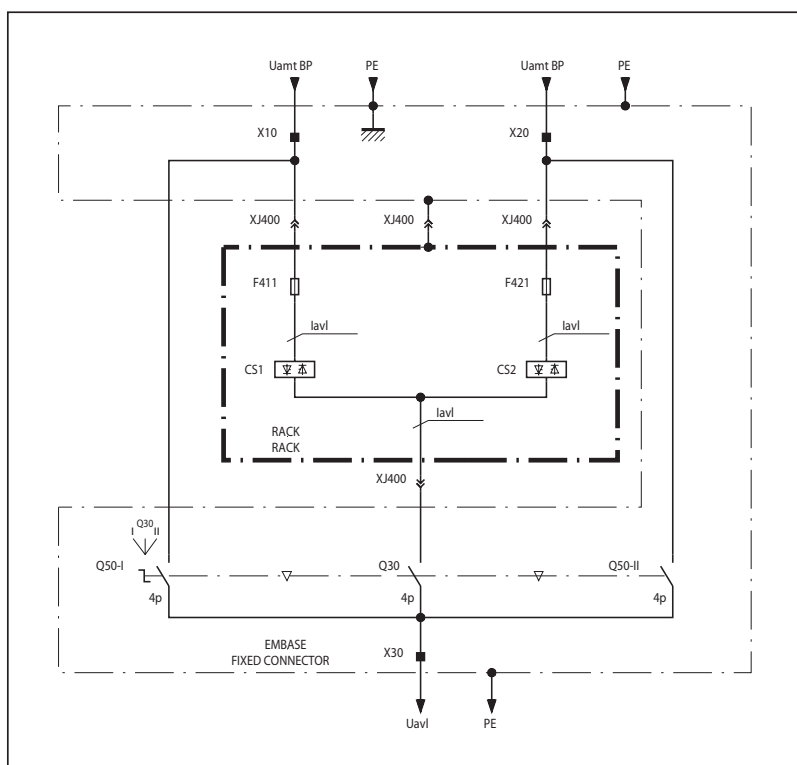 Uamt BP
PE
Uamt BP
PE
X10
X20
XJ400
XJ400
XJ400
F411
F421
Iavl
Iavl
CS1
CS2
Iavl
RACK
RACK
XJ400
Q30
I II
Q50-I
Q30
Q50-II
4p
4p
4p
EMBASE
FIXED CONNECTOR
X30
Uavl
PE